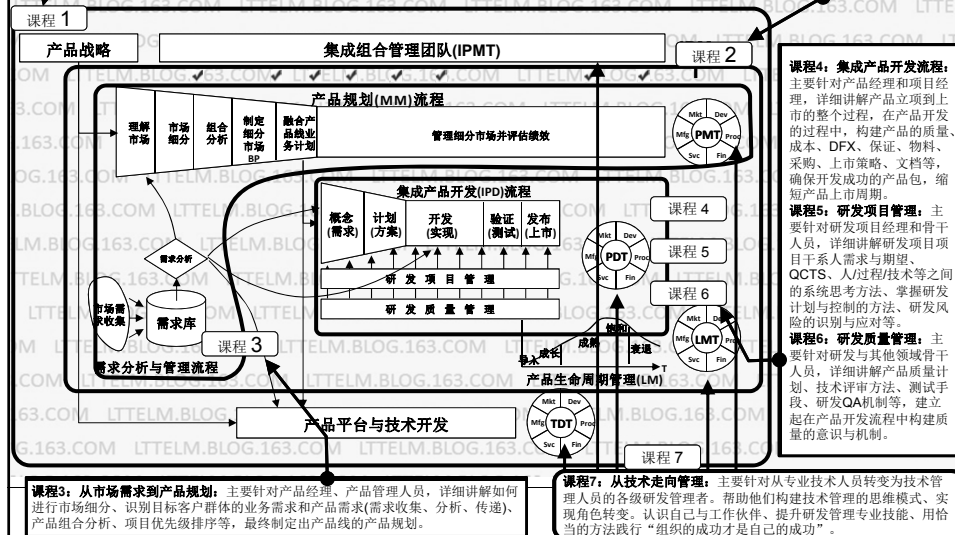 课程 1
产品战略
集成组合管理团队(IPMT)
课程 2
产品规划(MM)流程
理解
市场
市场
细分
组合
分析
制定
细分
市场
BP
融合产
品线业
务计划
管理细分市场并评估绩效
Mkt
Dev
Mfg
PMT
Proc
Svc
Fin
集成产品开发(IPD)流程
概念
(需求)
计划
(方案)
开发
(实现)
验证
(测试)
发布
(上市)
研 发 项 目 管 理
研 发 质 量 管 理
课程 4
课程 5
课程 6
Mkt
Dev
PDT
Proc
Svc
Fin
需求分析
市场需
求收集
需求库
课程 3
需求分析与管理流程
导入
成长
成熟
饱和
衰退
T
产品生命周期管理(LM)
Mkt
Mfg
LMT
Svc
Fin
产品平台与技术开发
Mkt
Dev
Mfg
TDT
Proc
Svc
Fin
课程 7
课程4：集成产品开发流程：
主要针对产品经理和项目经
理，详细讲解产品立项到上
市的整个过程，在产品开发
的过程中，构建产品的质量、
成本、DFX、保证、物料、
采购、上市策略、文档等，
确保开发成功的产品包，缩
短产品上市周期。
课程5：研发项目管理：主
要针对研发项目经理和骨干
人员，详细讲解研发项目项
目干系人需求与期望、
QCTS、人/过程/技术等之间
的系统思考方法、掌握研发
计划与控制的方法、研发风
险的识别与应对等。
课程6：研发质量管理：主
要针对研发与其他领域骨干
人员，详细讲解产品质量计
划、技术评审方法、测试手
段、研发QA机制等，建立
起在产品开发流程中构建质
量的意识与机制。
课程3：从市场需求到产品规划：主要针对产品经理、产品管理人员，详细讲解如何
进行市场细分、识别目标客户群体的业务需求和产品需求(需求收集、分析、传递)、
产品组合分析、项目优先级排序等，最终制定出产品线的产品规划。
课程7：从技术走向管理：主要针对从专业技术人员转变为技术管
理人员的各级研发管理者。帮助他们构建技术管理的思维模式、实
现角色转变。认识自己与工作伙伴、提升研发管理专业技能、用恰
当的方法践行“组织的成功才是自己的成功”。
LTTELM.BLOG.163.COM